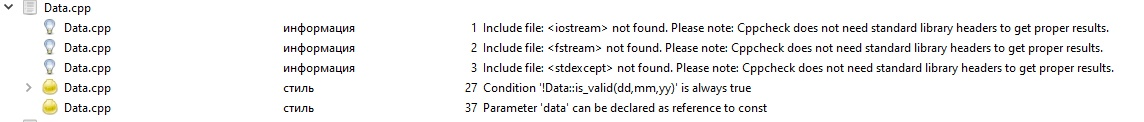 Data.cpp
Data.cpp информация 1 Include file: <iostream> not found. Please note: Cppcheck does not need standard library headers to get proper results.
Data.cpp информация 2 Include file: <fstream> not found. Please note: Cppcheck does not need standard library headers to get proper results.
Data.cpp информация 3 Include file: <stdexcept> not found. Please note: Cppcheck does not need standard library headers to get proper results.
Data.cpp стиль 27 Condition '!Data::is_valid(dd,mm,yy)' is always true
Data.cpp стиль 37 Parameter 'data' can be declared as reference to const